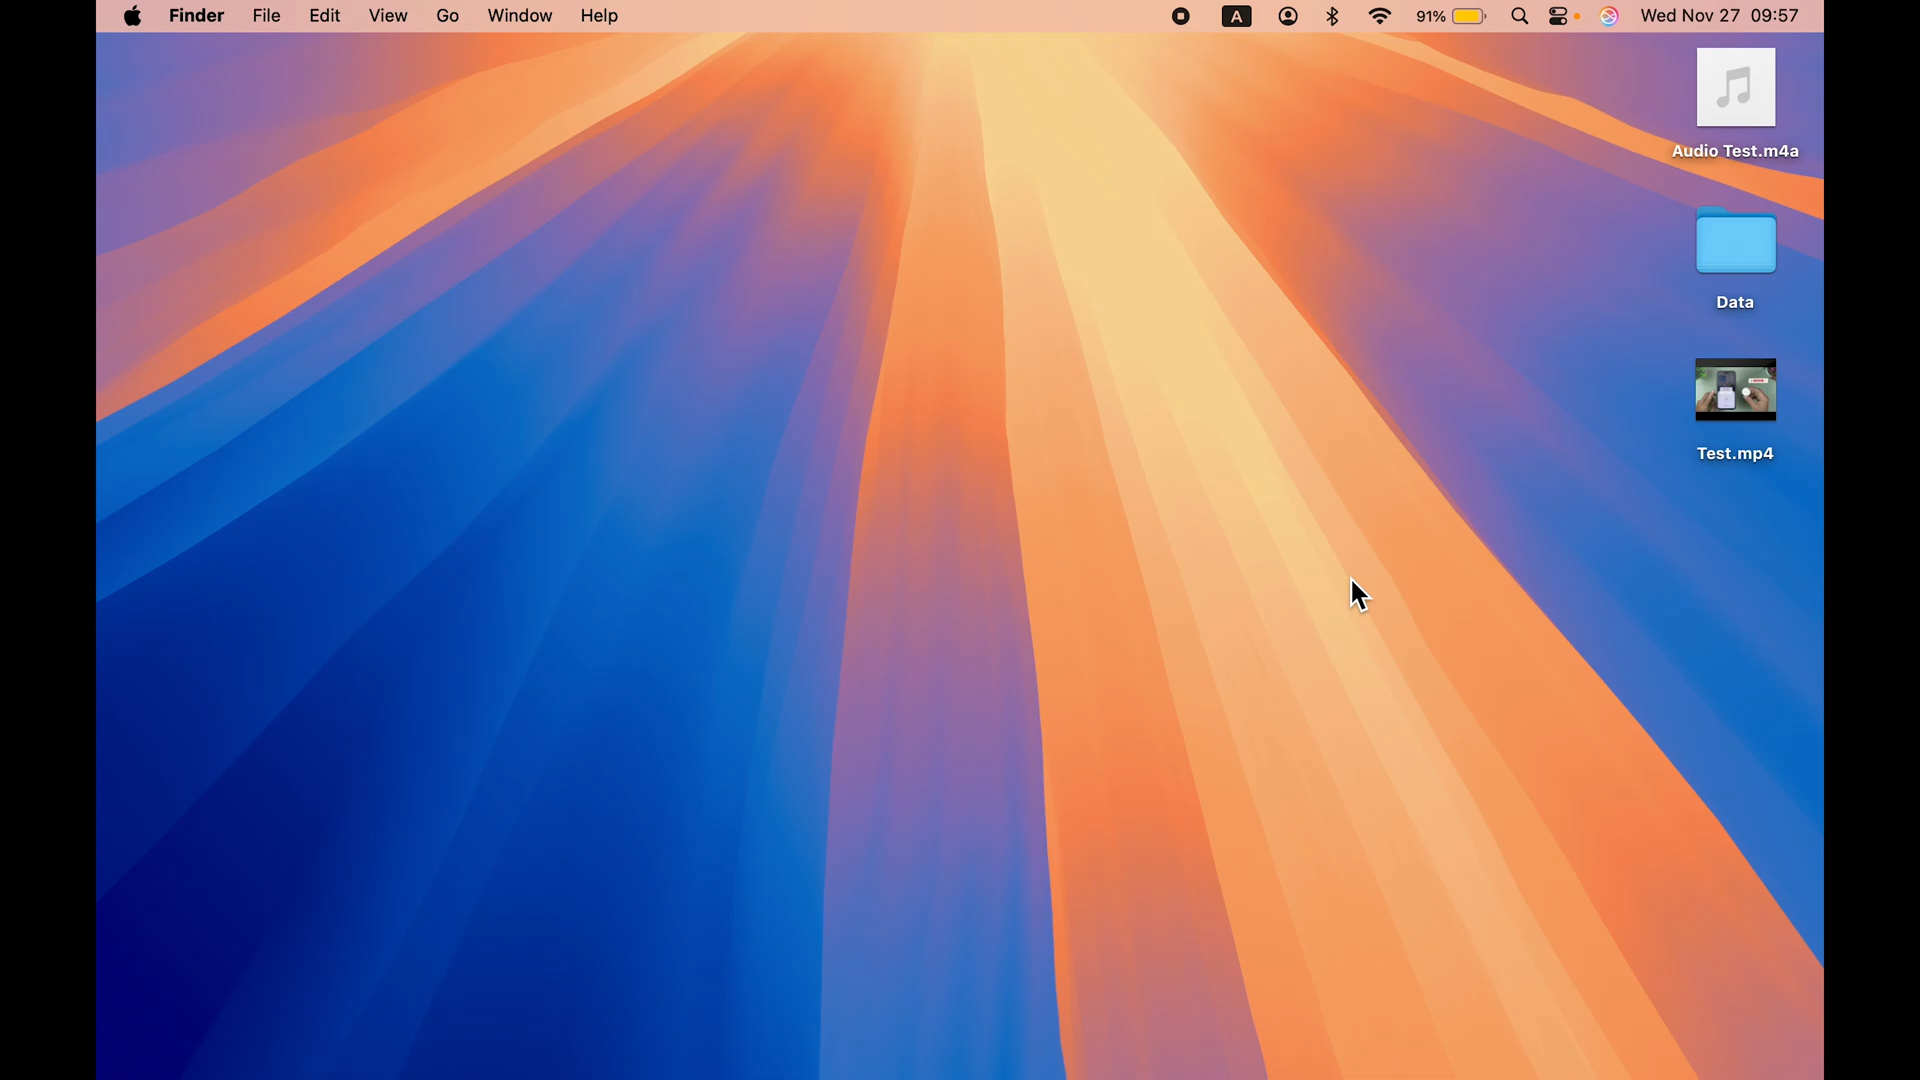 Finder File Edit View Go Window Help A 91% Wed Nov 27 09:57
Audio Test.m4a
Data
Test.mp4